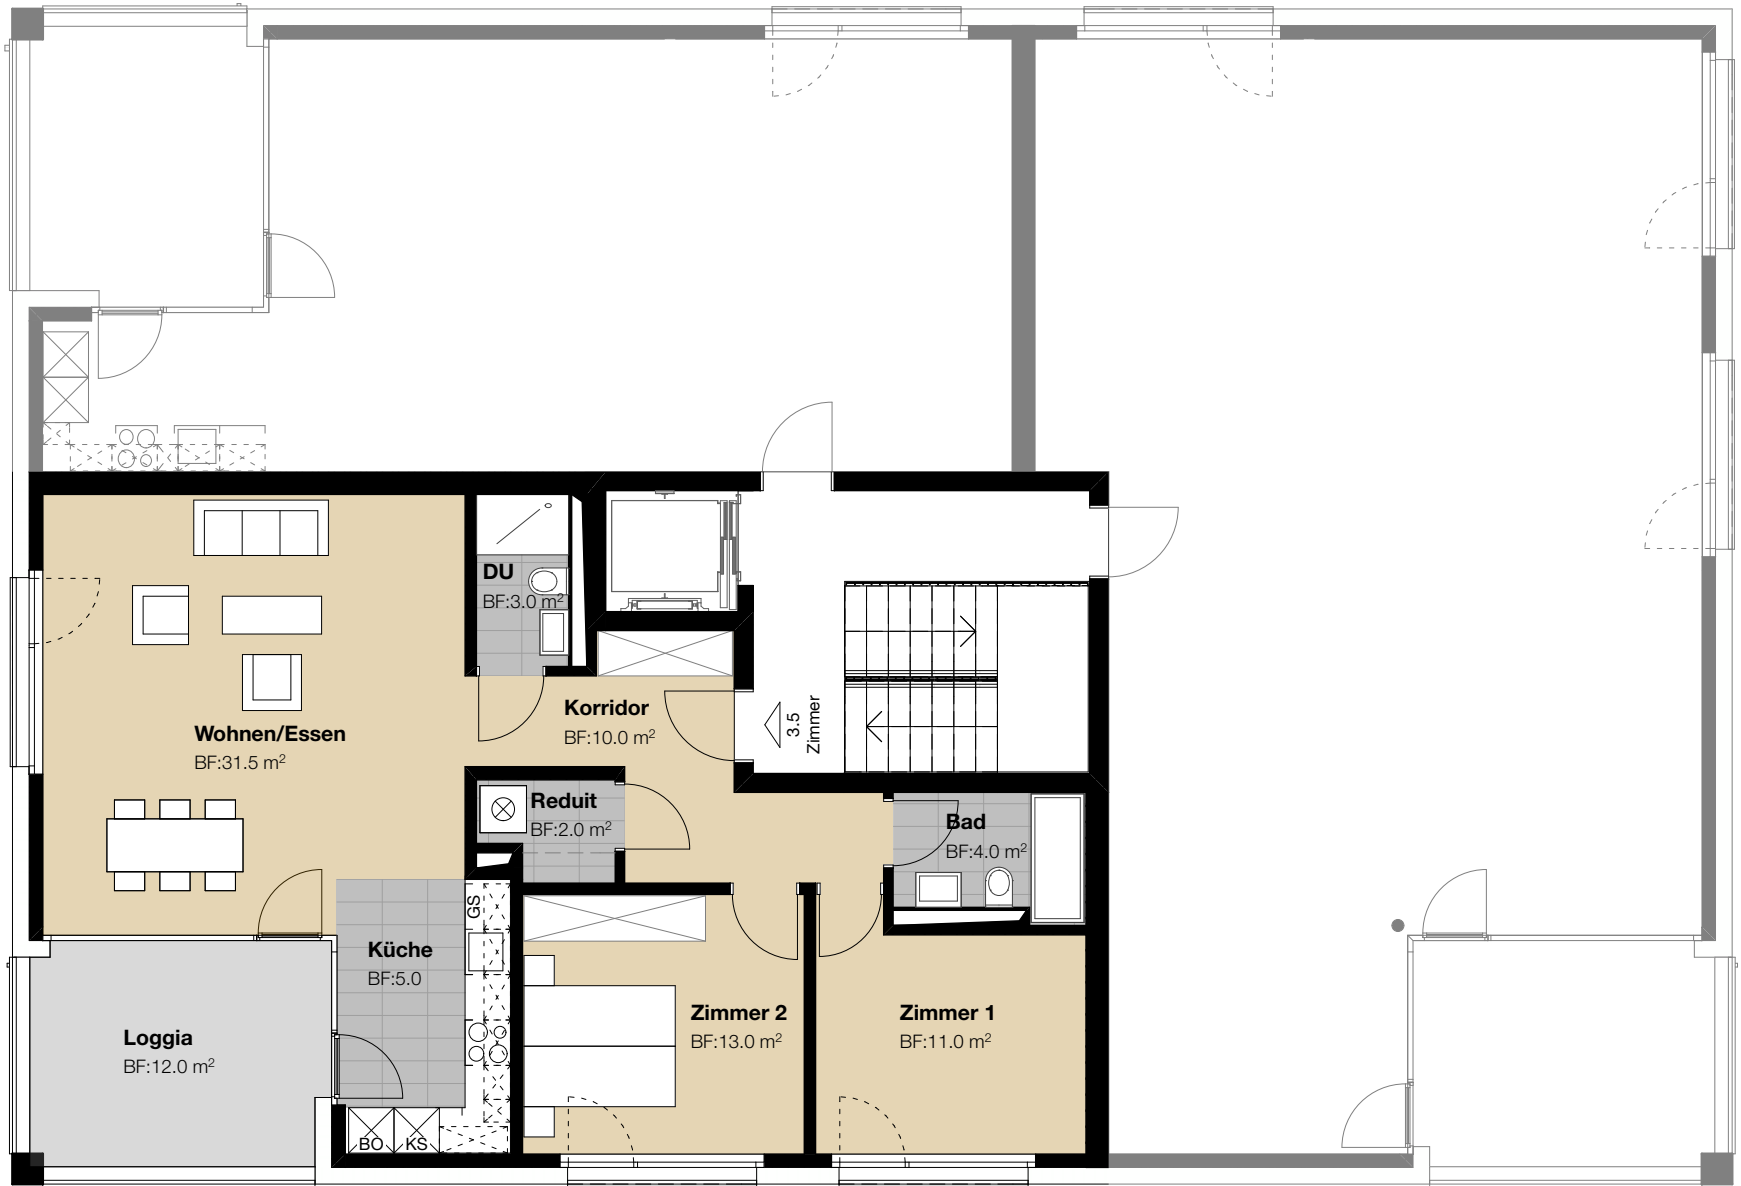 DU
BF:3.0 m²
Korridor
BF:10.0 m²
3.5
Zimmer
Wohnen/Essen
BF:31.5 m²
Reduit
BF:2.0 m²
Bad
BF:4.0 m²
GS
Küche
BF:5.0
Zimmer 2
BF:13.0 m²
Zimmer 1
BF:11.0 m²
Loggia
BF:12.0 m²
BO
KS